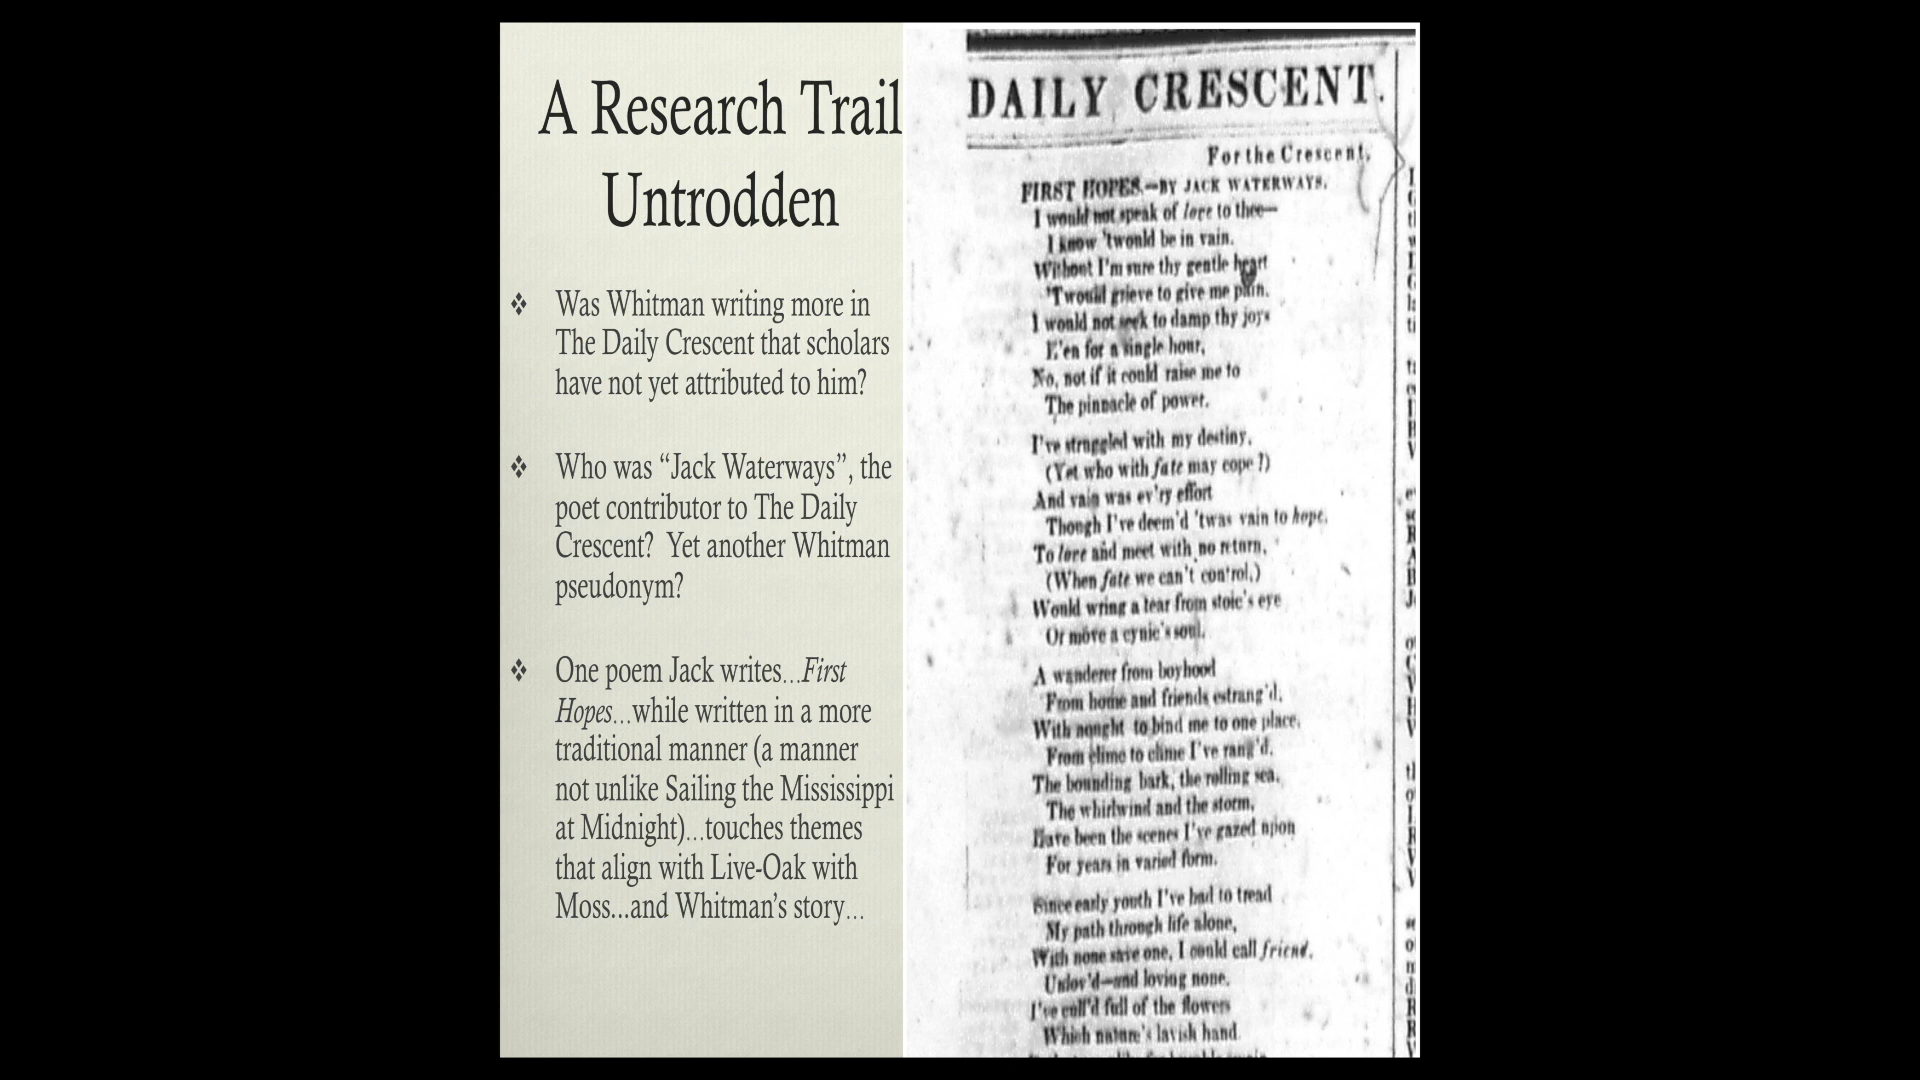 A Research Trail
Untrodden
❖ Was Whitman writing more in
The Daily Crescent that scholars
have not yet attributed to him?
❖ Who was “Jack Waterways”, the
poet contributor to The Daily
Crescent? Yet another Whitman
pseudonym?
❖ One poem Jack writes…First
Hopes…while written in a more
traditional manner (a manner
not unlike Sailing the Mississippi
at Midnight)…touches themes
that align with Live-Oak with
Moss...and Whitman’s story…
DAILY CRESCENT.
For the Crescent.
FIRST HOPES.—BY JACK WATERWAYS.
I would not speak of love to thee—
I know 'twould be in vain.
Without I'm sure thy gentle heart
'Twould grieve to give me pain.
I would not seek to damp thy joys
E'en for a single hour,
No, not if it could raise me to
The pinnacle of power.
I've struggled with my destiny,
(Yet who with fate may cope?)
And vain was ev'ry effort
Though I've deem'd 'twas vain to hope.
To love and meet with no return,
(When fate we can't control,)
Would wring a tear from stoic's eye
Or move a cynic's soul.
A wanderer from boyhood
From home and friends estrang'd,
With nought to bind me to one place,
From clime to clime I've rang'd.
The bounding bark, the rolling sea,
The whirlwind and the storm,
Have been the scenes I've gazed upon
For years in varied form.
Since early youth I've had to tread
My path through life alone,
With none save one, I could call friend,
Unlov'd—and loving none.
I've cull'd full of the flowers
Which nature's lavish hand